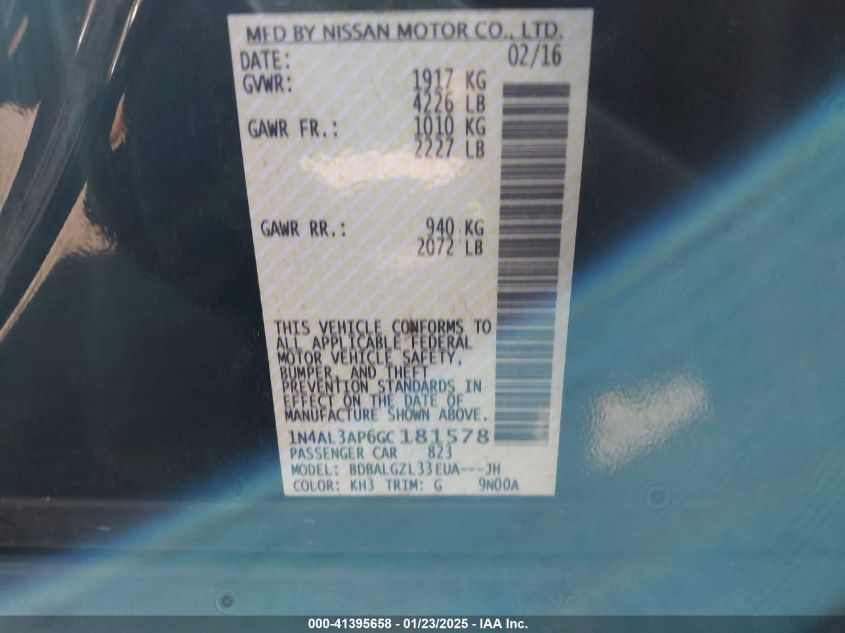 MFD BY NISSAN MOTOR CO., LTD.
DATE: 02/16
GVWR: 1917 KG
4226 LB
GAWR FR.: 1010 KG
2227 LB
GAWR RR.: 940 KG
2072 LB
THIS VEHICLE CONFORMS TO
ALL APPLICABLE FEDERAL
MOTOR VEHICLE SAFETY,
BUMPER, AND THEFT
PREVENTION STANDARDS IN
EFFECT ON THE DATE OF
MANUFACTURE SHOWN ABOVE.
1N4AL3AP6GC181578
PASSENGER CAR 823
MODEL: BDBALGZL33EUA---JH
COLOR: KH3 TRIM: G 9N00A
000-41395658 - 01/23/2025 - IAA Inc.